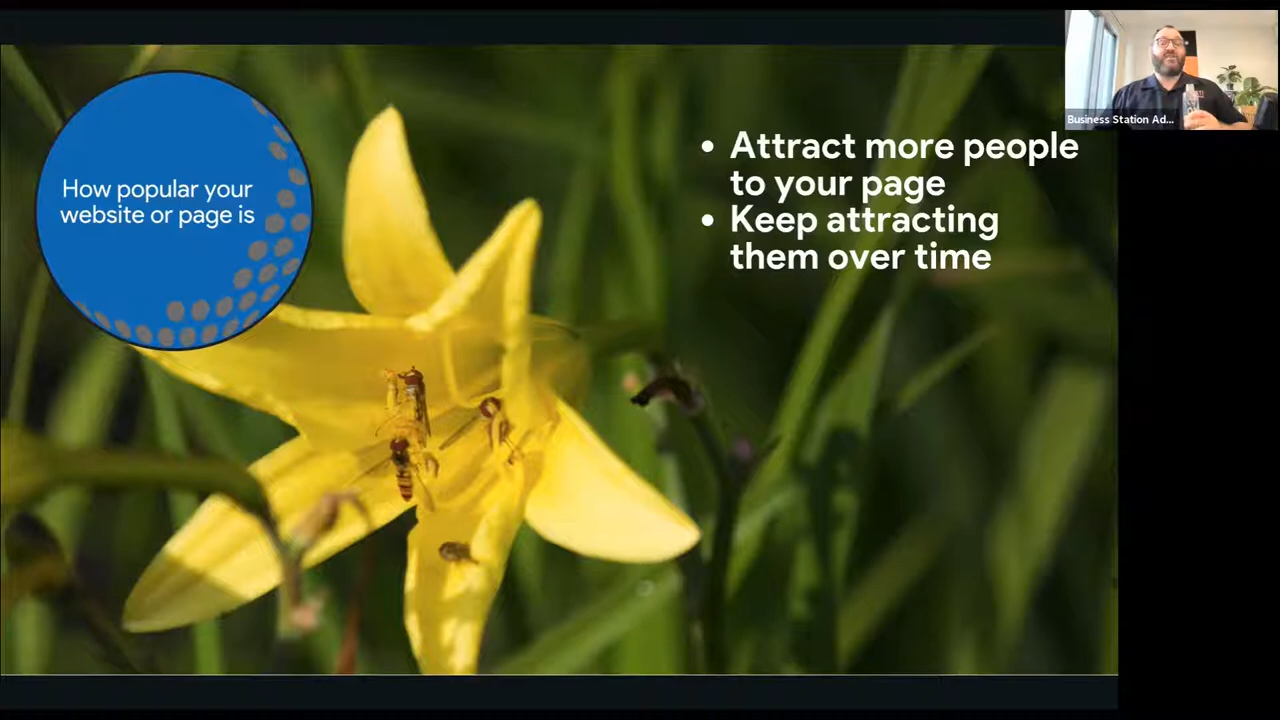 How popular your
website or page is
• Attract more people
to your page
• Keep attracting
them over time
Business Station Ad...